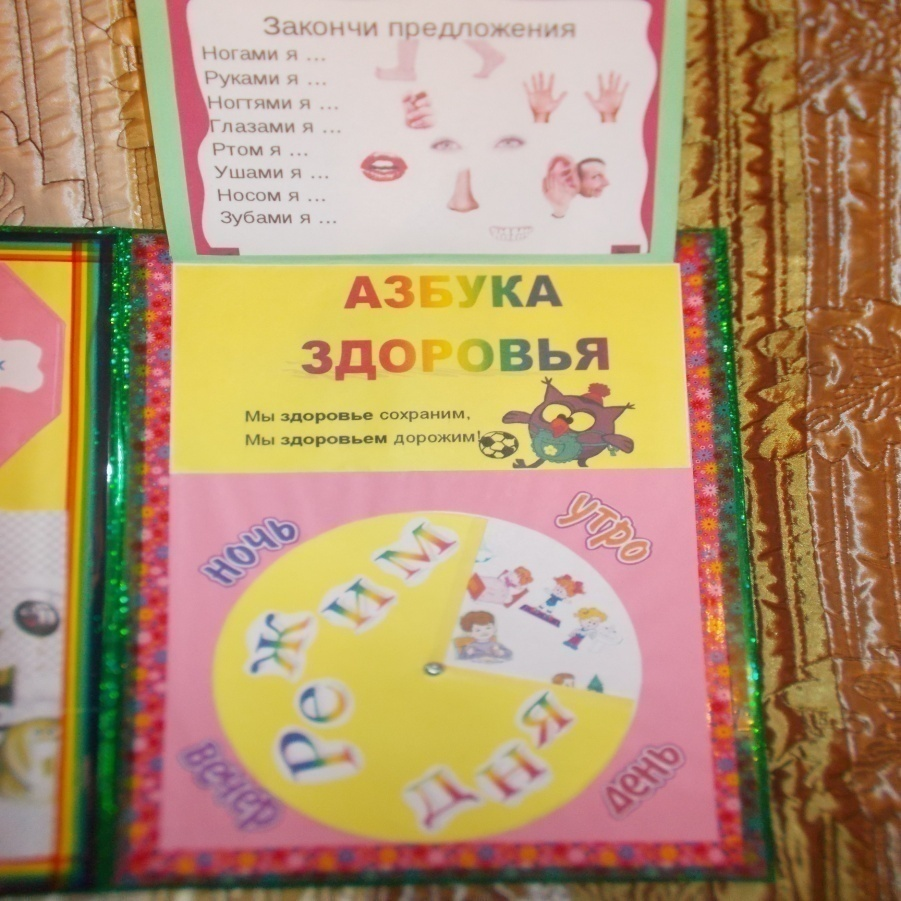 Закончи предложения
Ногами я ...
Руками я ...
Ногтями я ...
Глазами я ...
Ртом я ...
Ушами я ...
Носом я ...
Зубами я ...
АЗБУКА
ЗДОРОВЬЯ
Мы здоровье сохраним,
Мы здоровьем дорожим!
ночь
утро
Режим
дня
вечер
день